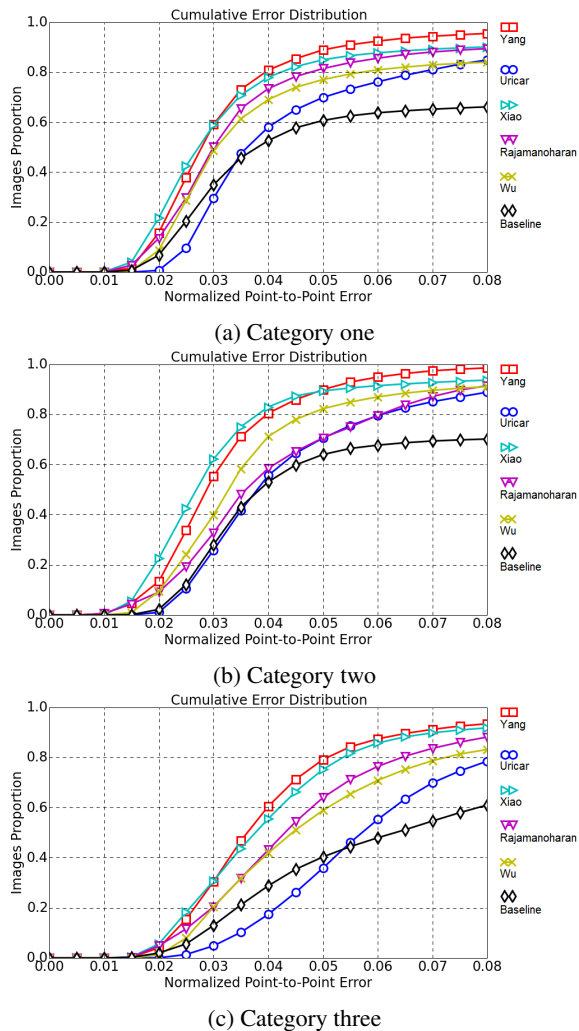 Cumulative Error Distribution
1.0
0.8
0.6
0.4
0.2
0.0
Images Proportion
0.00 0.01 0.02 0.03 0.04 0.05 0.06 0.07 0.08
Normalized Point-to-Point Error
Yang
Uricar
Xiao
Rajamanoharan
Wu
Baseline
(a) Category one
Cumulative Error Distribution
1.0
0.8
0.6
0.4
0.2
0.0
Images Proportion
0.00 0.01 0.02 0.03 0.04 0.05 0.06 0.07 0.08
Normalized Point-to-Point Error
Yang
Uricar
Xiao
Rajamanoharan
Wu
Baseline
(b) Category two
Cumulative Error Distribution
1.0
0.8
0.6
0.4
0.2
0.0
Images Proportion
0.00 0.01 0.02 0.03 0.04 0.05 0.06 0.07 0.08
Normalized Point-to-Point Error
Yang
Uricar
Xiao
Rajamanoharan
Wu
Baseline
(c) Category three